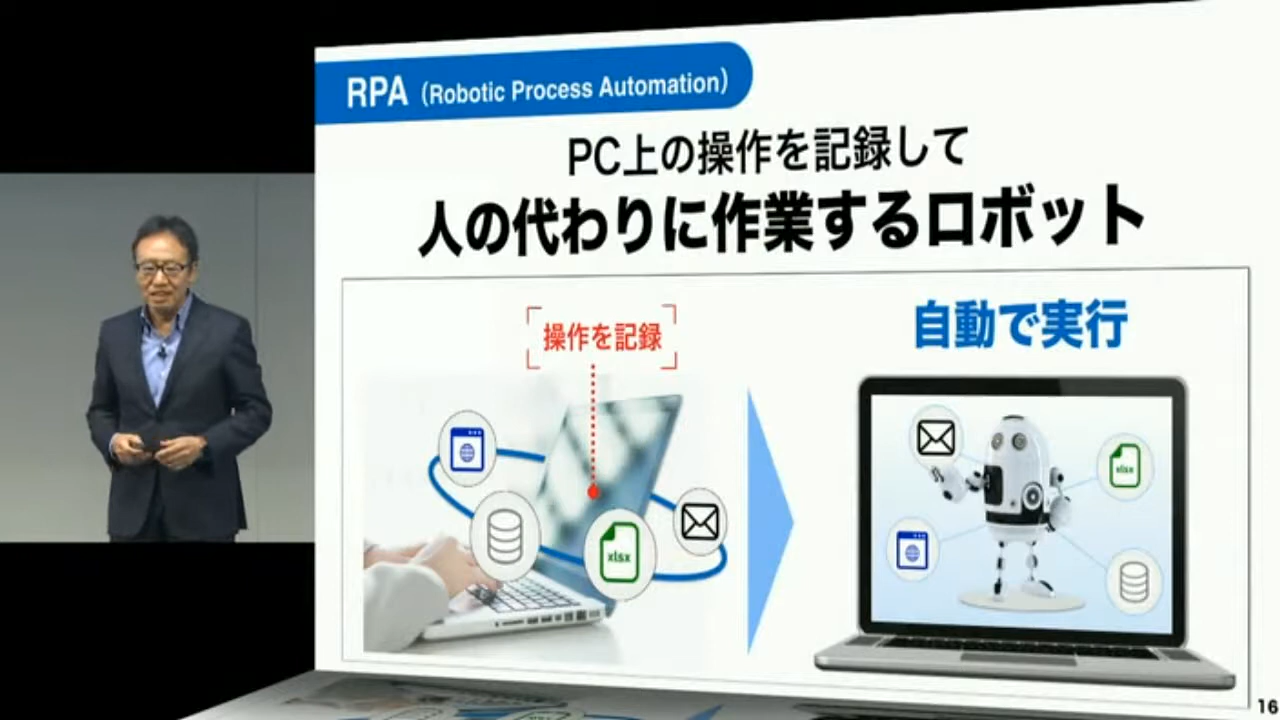 RPA（Robotic Process Automation）
PC上の操作を記録して
人の代わりに作業するロボット
操作を記録
自動で実行
xlsx
xlsx
16